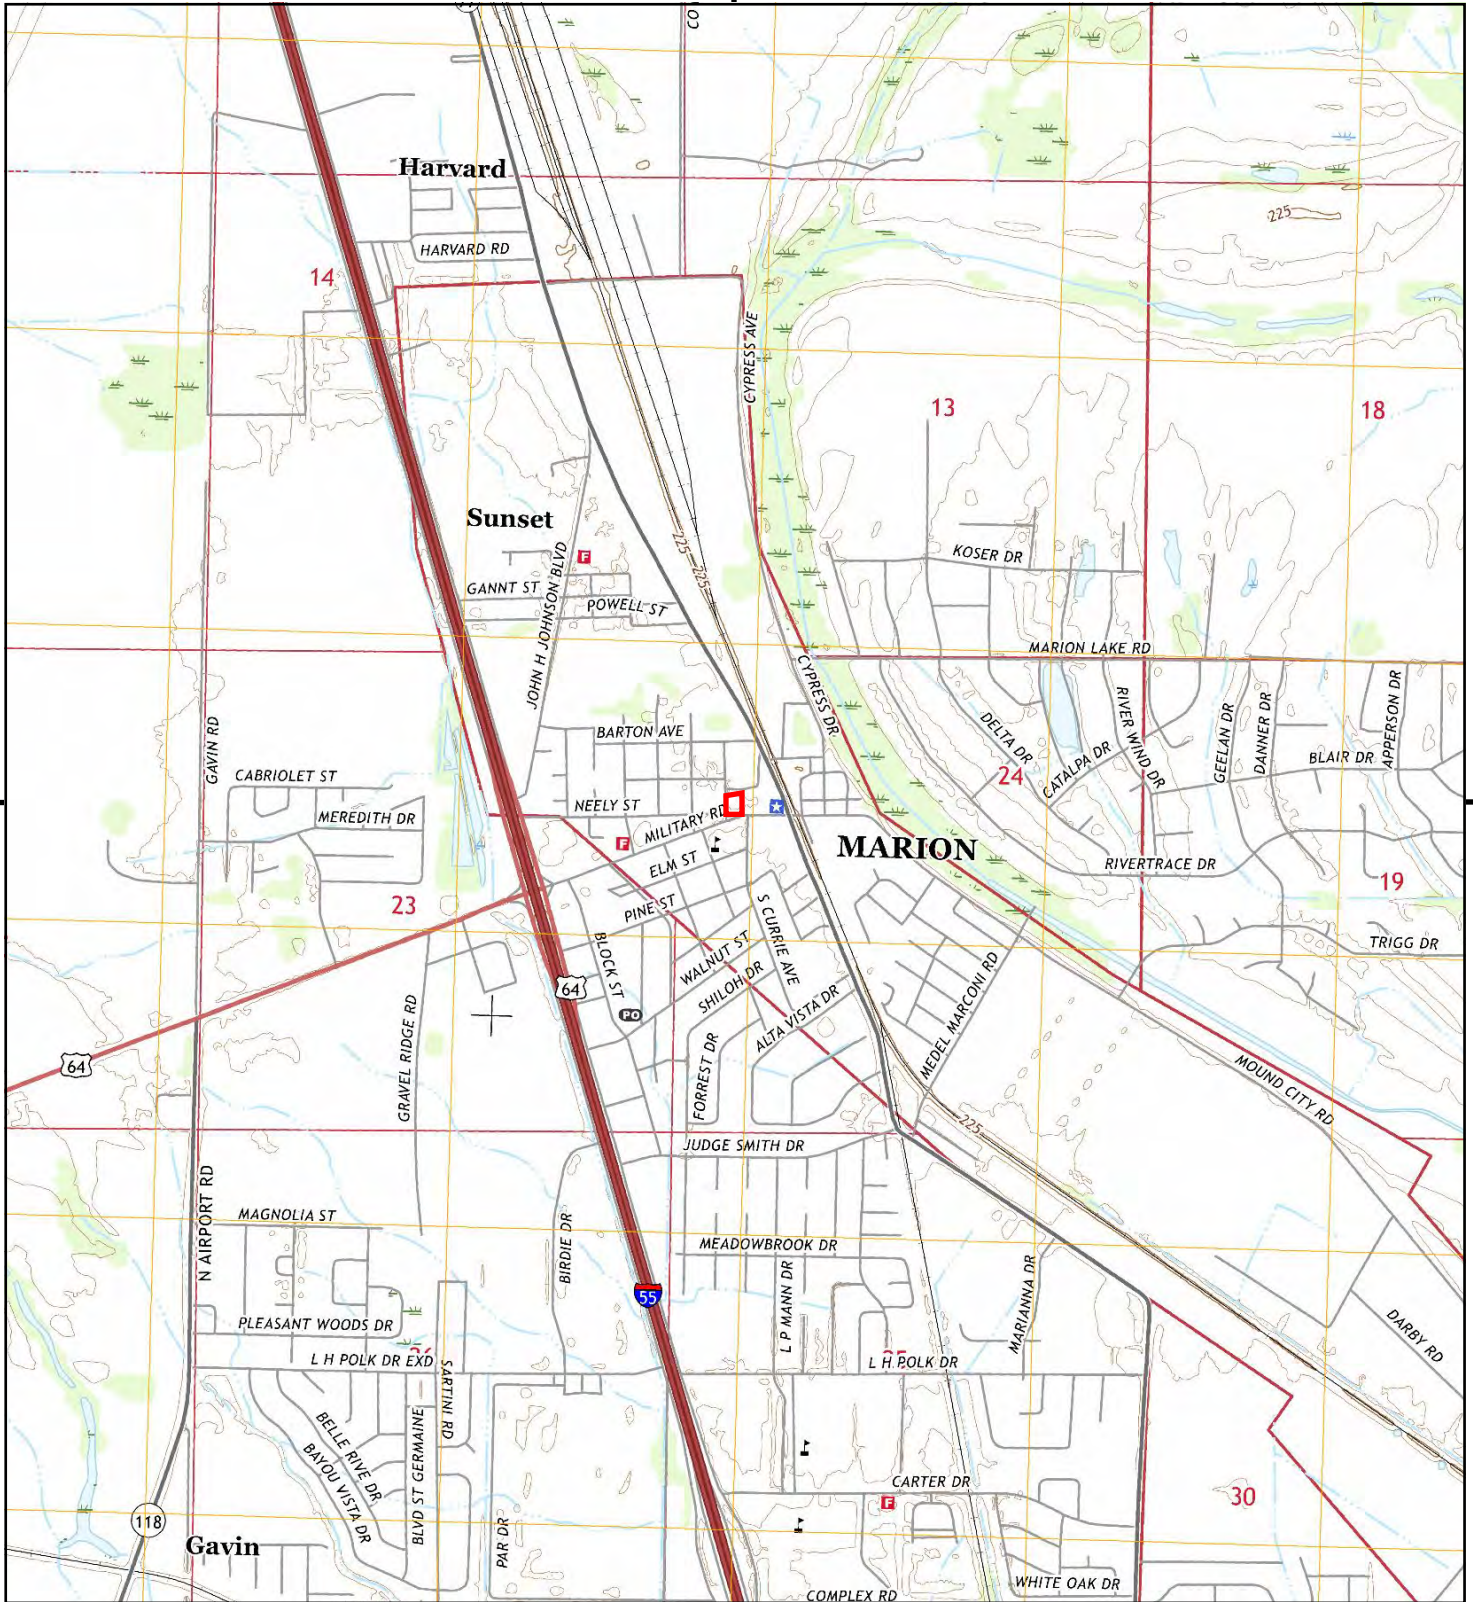 CO
Harvard
225
HARVARD RD
14
CYPRESS AVE
13
18
Sunset
F
225
225
KOSER DR
JOHN H JOHNSON BLVD
GANNT ST
POWELL ST
MARION LAKE RD
CYPRESS DR
GAVIN RD
DELTA DR
RIVER WIND DR
GEELAN DR
DANNER DR
APPERSON DR
BARTON AVE
BLAIR DR
CABRIOLET ST
24
CATALPA DR
NEELY ST
MEREDITH DR
MILITARY RD
F
MARION
ELM ST
RIVERTRACE DR
19
23
PINE ST
S CURRIE AVE
BLOCK ST
WALNUT ST
TRIGG DR
SHILOH DR
64
MEDEL MARCONI RD
PO
ALTA VISTA DR
GRAVEL RIDGE RD
FORREST DR
64
MOUND CITY RD
225
JUDGE SMITH DR
N AIRPORT RD
MAGNOLIA ST
BIRDIE DR
MEADOWBROOK DR
L P MANN DR
MARIANNA DR
55
PLEASANT WOODS DR
DARBY RD
L H POLK DR EXD
L H POLK DR
SARTINI RD
BELLE RIVE DR
BAYOU VISTA DR
BLVD ST GERMAINE
CARTER DR
F
30
118
Gavin
PAR DR
WHITE OAK DR
COMPLEX RD